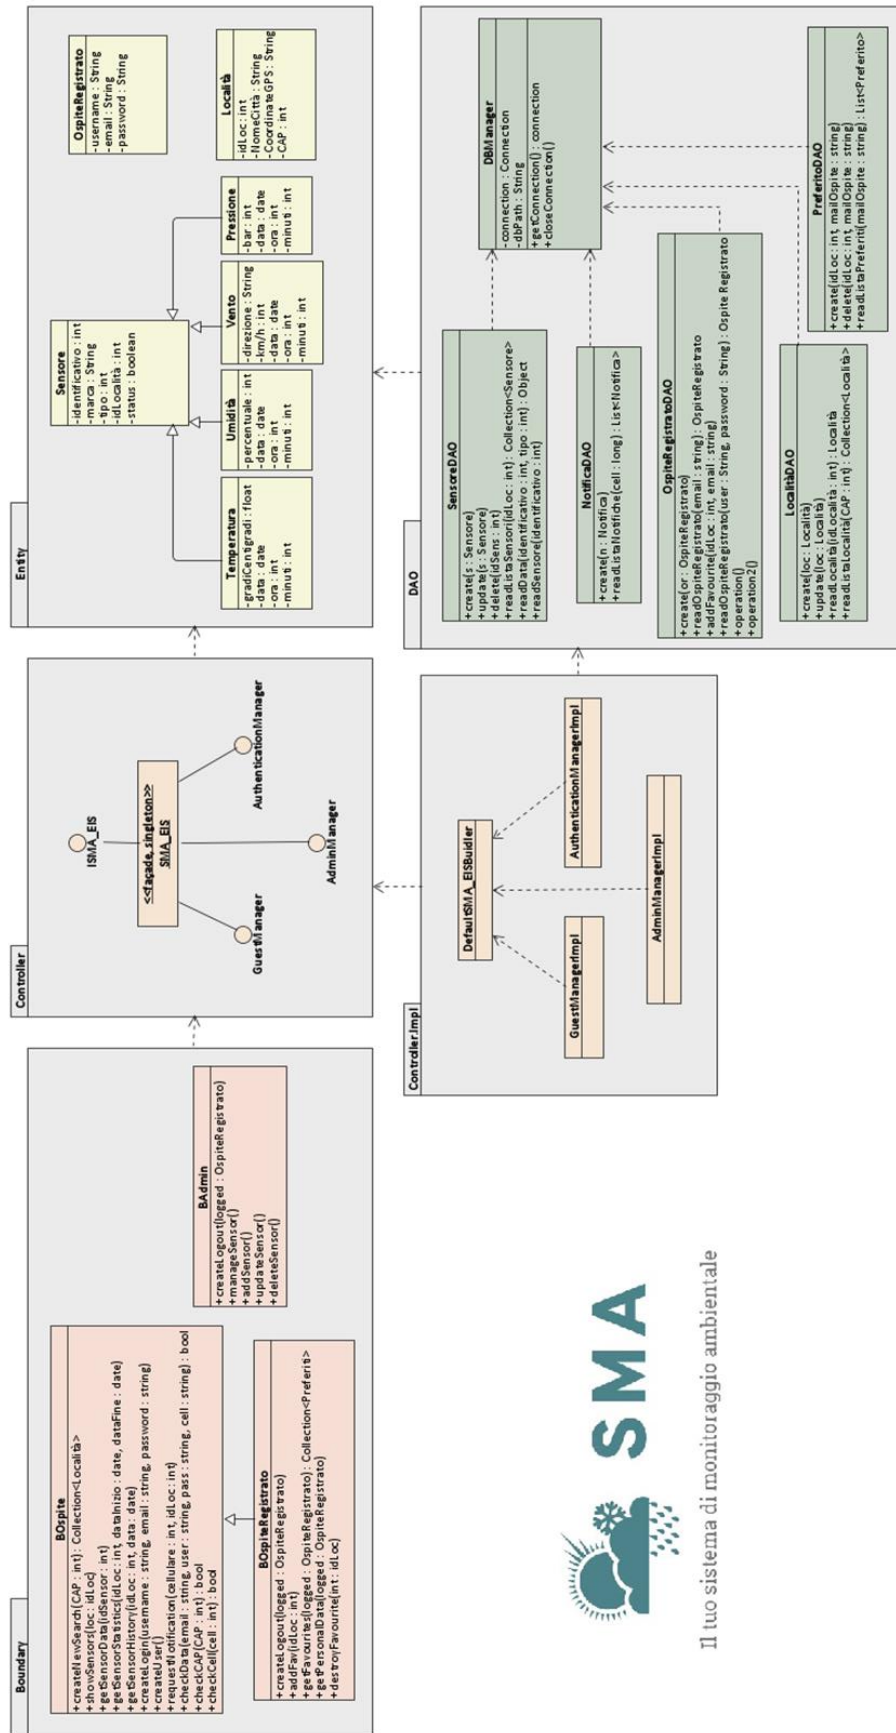 Boundary
BOspite
+createNewSearch(CAP : int) : Collection<Località>
+showSensors(loc : idLoc)
+getSensorData(idSensor : int)
+getSensorStatistics(idLoc : int, dataInizio : date, dataFine : date)
+getSensorHistory(idLoc : int, data : date)
+createLogin(username : string, email : string, password : string)
+createUser()
+requestNotification(cellulare : int, idLoc : int)
+checkData(email : string, user : string, pass : string, cell : string) : bool
+checkCAP(CAP : int) : bool
+checkCell(cell : int) : bool
BOspiteRegistrato
+createLogout(logged : OspiteRegistrato)
+addFav(idLoc : int)
+getFavourites(logged : OspiteRegistrato) : Collection<Preferiti>
+getPersonalData(logged : OspiteRegistrato)
+destroyFavourite(int : idLoc)
BAdmin
+createLogout(logged : OspiteRegistrato)
+manageSensor()
+addSensor()
+updateSensor()
+deleteSensor()
Controller
ISMA_EIS
<<façade, singleton>>
SMA_EIS
GuestManager
AdminManager
AuthenticationManager
Entity
Sensore
-identificativo : int
-marca : String
-tipo : int
-idLocalità : int
-status : boolean
Temperatura
-gradiCentigradi : float
-data : date
-ora : int
-minuti : int
Umidità
-percentuale : int
-data : date
-ora : int
-minuti : int
Vento
-direzione : String
-km/h : int
-data : date
-ora : int
-minuti : int
Pressione
-bar : int
-data : date
-ora : int
-minuti : int
OspiteRegistrato
-username : String
-email : String
-password : String
Località
-idLoc : int
-NomeCittà : String
-CoordinateGPS : String
-CAP : int
Controller.Impl
DefaultSMA_EISBuidler
GuestManagerImpl
AuthenticationManagerImpl
AdminManagerImpl
DAO
SensoreDAO
+create(s : Sensore)
+update(s : Sensore)
+delete(idSens : int)
+readListaSensori(idLoc : int) : Collection<Sensore>
+readData(identificativo : int, tipo : int) : Object
+readSensore(identificativo : int)
NotificaDAO
+create(n : Notifica)
+readListaNotifiche(cell : long) : List<Notifica>
OspiteRegistratoDAO
+create(or : OspiteRegistrato)
+readOspiteRegistrato(email : string) : OspiteRegistrato
+addFavourite(idLoc : int, email : string)
+readOspiteRegistrato(user : String, password : String) : Ospite Registrato
+operation()
+operation2()
LocalitàDAO
+create(loc : Località)
+update(loc : Località)
+readLocalità(idLocalità : int) : Località
+readListaLocalità(CAP : int) : Collection<Località>
DBManager
-connection : Connection
-dbPath : String
+getConnection() : connection
+closeConnection()
PreferitoDAO
+create(idLoc : int, mailOspite : string)
+delete(idLoc : int, mailOspite : string)
+readListaPreferiti(mailOspite : string) : List<Preferito>
SMA
Il tuo sistema di monitoraggio ambientale